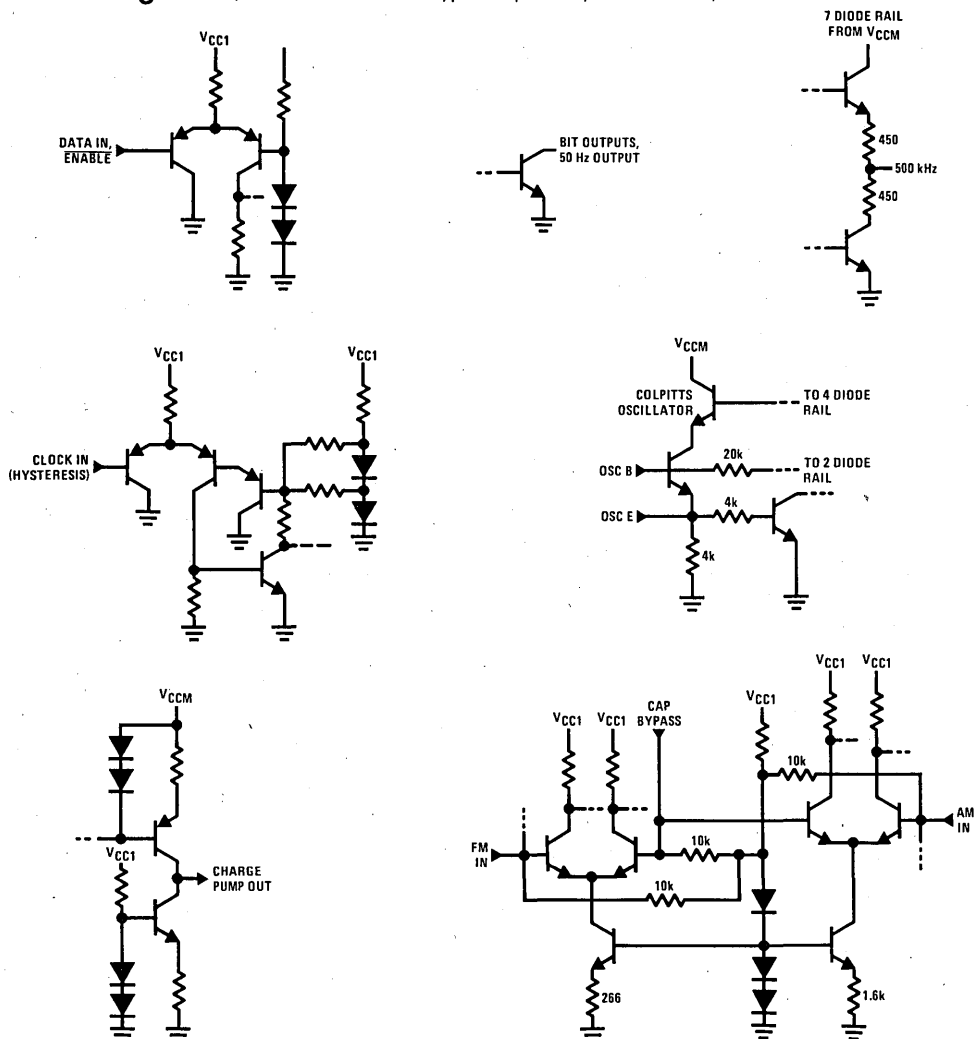 VCC1
DATA IN,
ENABLE
BIT OUTPUTS,
50 Hz OUTPUT
7 DIODE RAIL
FROM VCCM
450
500 kHz
450
VCC1
VCC1
CLOCK IN
(HYSTERESIS)
VCCM
COLPITTS
OSCILLATOR
TO 4 DIODE
RAIL
OSC B
20k
TO 2 DIODE
RAIL
OSC E
4k
4k
VCCM
VCC1
CHARGE
PUMP OUT
VCC1
VCC1
CAP
BYPASS
VCC1
VCC1
VCC1
10k
FM
IN
10k
10k
AM
IN
266
1.6k